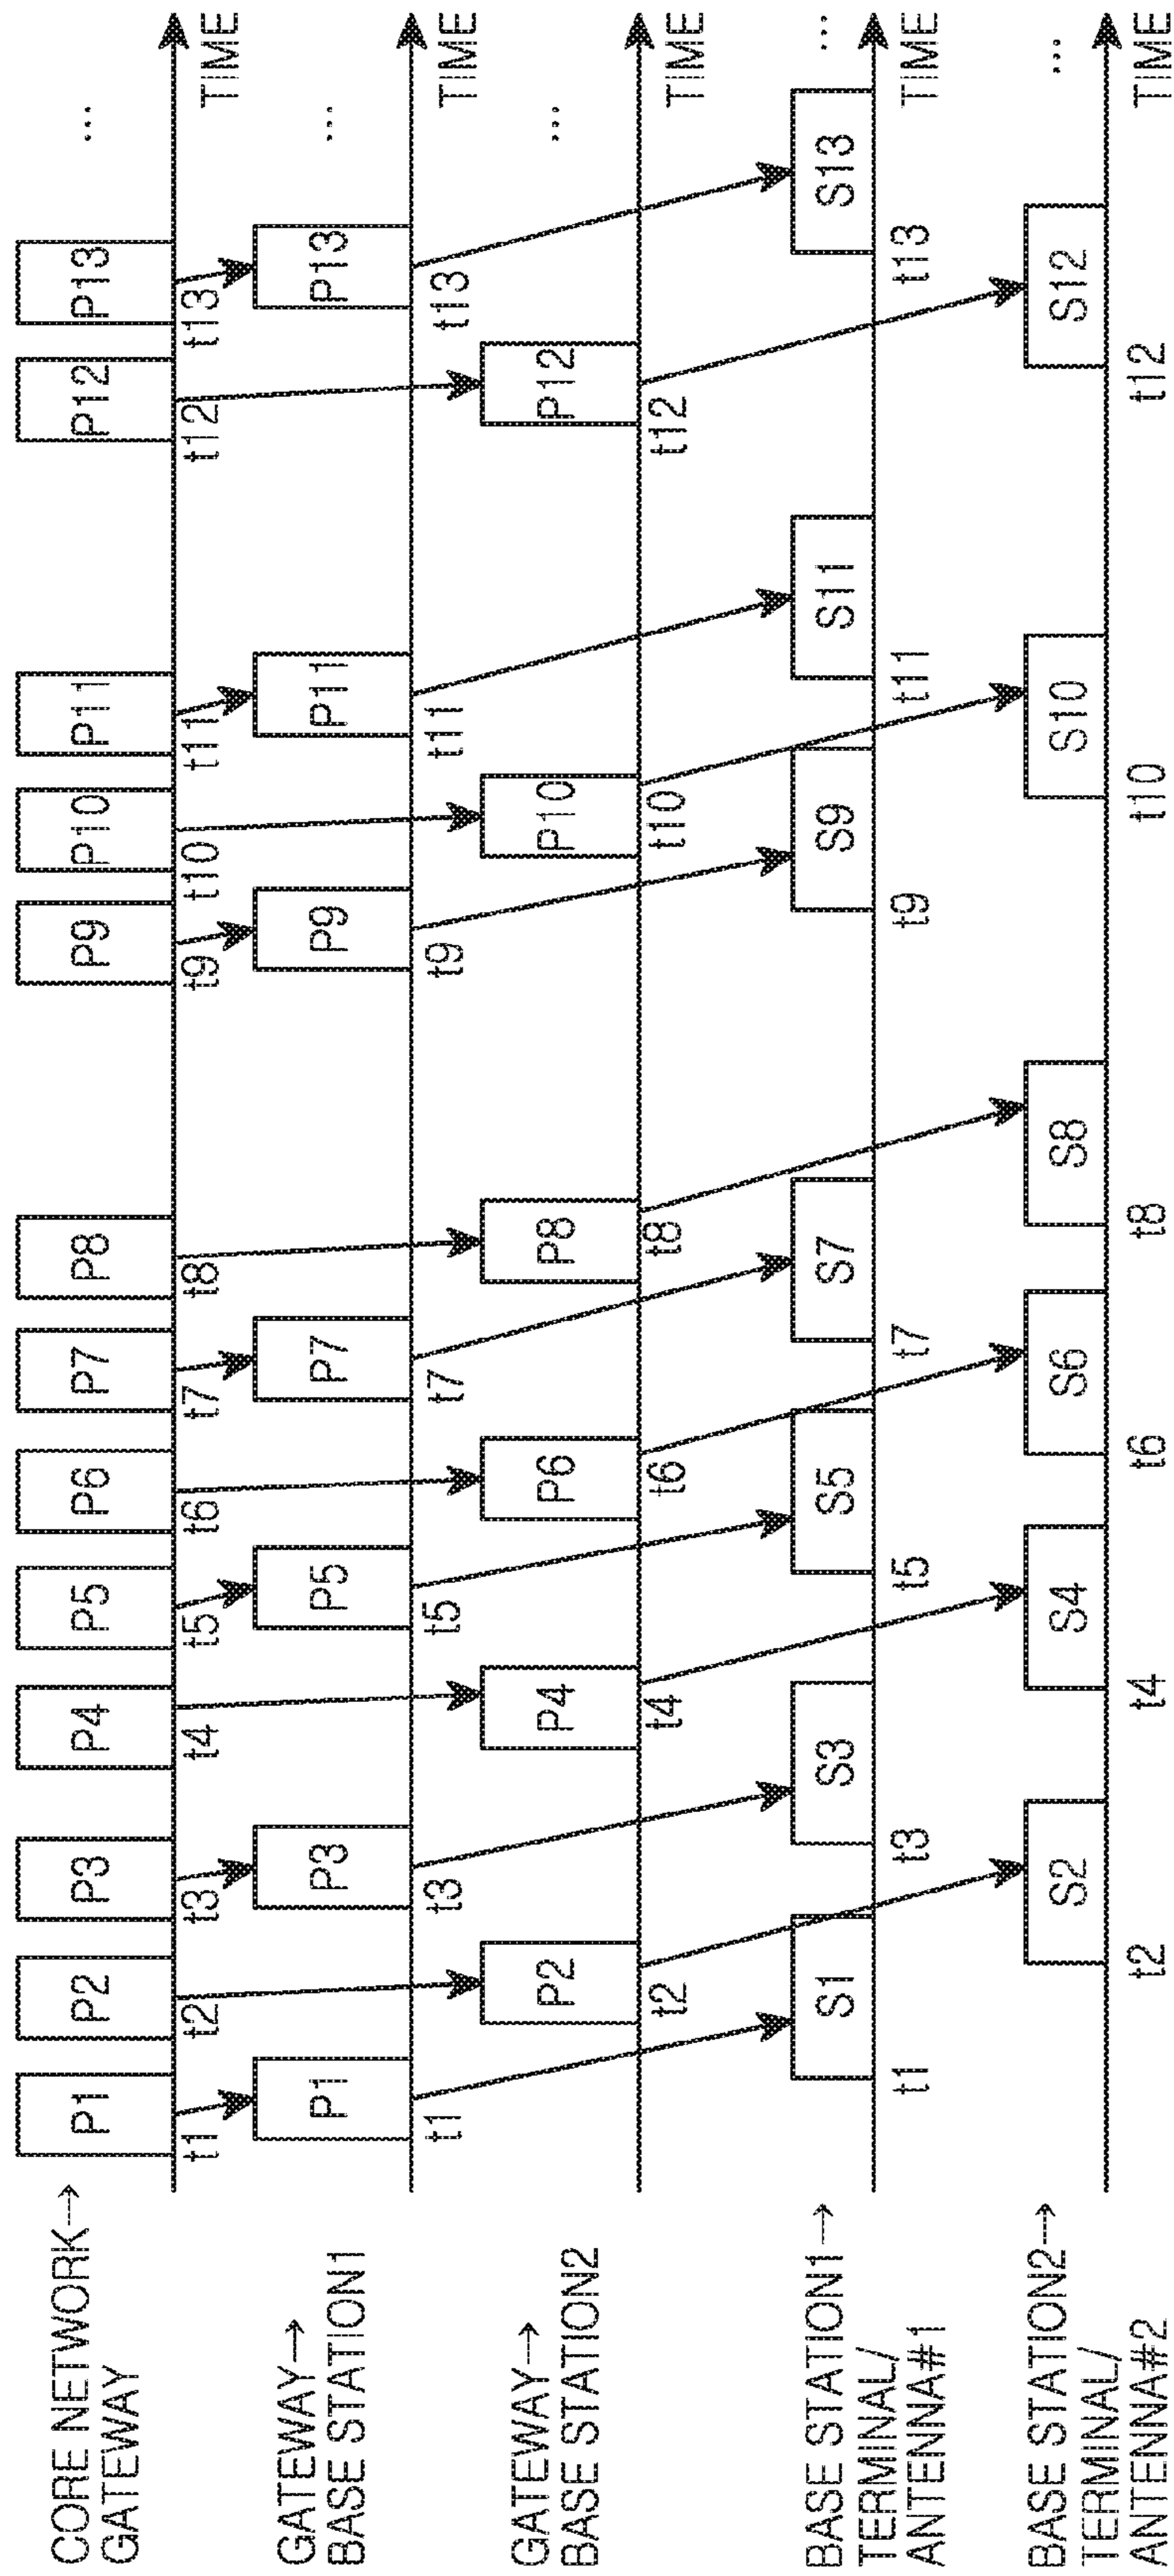 CORE NETWORK→
GATEWAY
P1
P2
P3
P4
P5
P6
P7
P8
P9
P10
P11
P12
P13
...
t1
t2
t3
t4
t5
t6
t7
t8
t9
t10
t11
t12
t13
TIME
GATEWAY→
BASE STATION1
P1
P3
P5
P7
P9
P11
P13
...
t1
t3
t5
t7
t9
t11
t13
TIME
GATEWAY→
BASE STATION2
P2
P4
P6
P8
P10
P12
...
t2
t4
t6
t8
t10
t12
TIME
BASE STATION1→
TERMINAL/
ANTENNA#1
S1
S3
S5
S7
S9
S11
S13
...
t1
t3
t5
t7
t9
t11
t13
TIME
BASE STATION2→
TERMINAL/
ANTENNA#2
S2
S4
S6
S8
S10
S12
...
t2
t4
t6
t8
t10
t12
TIME